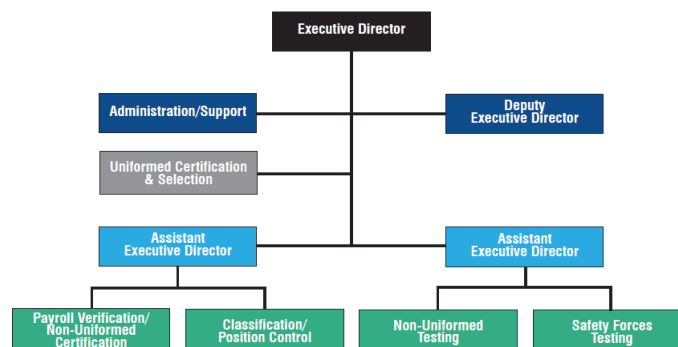 Executive Director
Administration/Support
Deputy
Executive Director
Uniformed Certification
& Selection
Assistant
Executive Director
Assistant
Executive Director
Payroll Verification/
Non-Uniformed
Certification
Classification/
Position Control
Non-Uniformed
Testing
Safety Forces
Testing